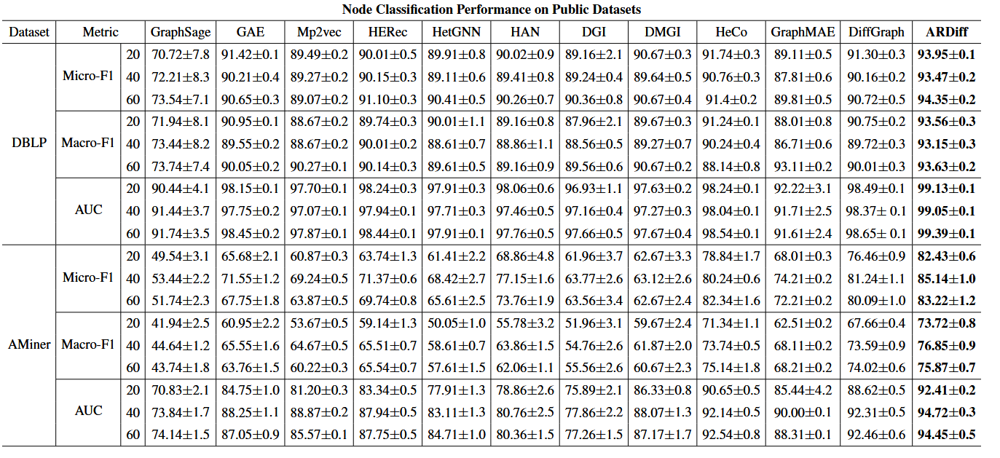 Node Classification Performance on Public Datasets
Dataset Metric GraphSage GAE Mp2vec HERec HetGNN HAN DGI DMGI HeCo GraphMAE DiffGraph ARDiff
DBLP Micro-F1 20 70.72±7.8 91.42±0.1 89.49±0.2 90.01±0.5 89.91±0.8 90.02±0.9 89.16±2.1 90.67±0.3 91.74±0.3 89.11±0.5 91.30±0.3 93.95±0.1
40 72.21±8.3 90.21±0.4 89.27±0.2 90.15±0.3 89.11±0.6 89.41±0.8 89.24±0.4 89.64±0.5 90.76±0.3 87.81±0.6 90.16±0.2 93.47±0.2
60 73.54±7.1 90.65±0.3 89.07±0.2 91.10±0.3 90.41±0.5 90.26±0.7 90.36±0.8 90.67±0.4 91.4±0.2 89.81±0.5 90.72±0.5 94.35±0.2
Macro-F1 20 71.94±8.1 90.95±0.1 88.67±0.2 89.74±0.3 90.01±1.1 89.16±0.8 87.96±2.1 89.67±0.3 91.24±0.1 88.01±0.8 90.75±0.2 93.56±0.3
40 73.44±8.2 89.55±0.2 88.67±0.2 90.01±0.2 88.61±0.7 88.86±1.1 88.56±0.5 89.27±0.7 90.24±0.4 86.71±0.6 89.72±0.3 93.15±0.3
60 73.74±7.4 90.05±0.2 90.27±0.1 90.14±0.3 89.61±0.5 89.16±0.9 89.56±0.6 90.67±0.2 88.14±0.8 93.11±0.2 90.01±0.3 93.63±0.2
AUC 20 90.44±4.1 98.15±0.1 97.70±0.1 98.24±0.3 97.91±0.3 98.06±0.6 96.93±1.1 97.63±0.2 98.24±0.1 92.22±3.1 98.49±0.1 99.13±0.1
40 91.44±3.7 97.75±0.2 97.07±0.1 97.94±0.1 97.71±0.3 97.46±0.5 97.16±0.4 97.27±0.3 98.04±0.1 91.71±2.5 98.37± 0.1 99.05±0.1
60 91.74±3.5 98.45±0.2 97.87±0.1 98.44±0.1 97.91±0.1 97.76±0.5 97.66±0.5 97.67±0.4 98.54±0.1 91.61±2.4 98.65± 0.1 99.39±0.1
AMiner Micro-F1 20 49.54±3.1 65.68±2.1 60.87±0.3 63.74±1.3 61.41±2.2 68.86±4.8 61.96±3.7 62.67±3.3 78.84±1.7 68.01±0.3 76.46±0.9 82.43±0.6
40 53.44±2.2 71.55±1.2 69.24±0.5 71.37±0.6 68.42±2.7 77.15±1.6 63.77±2.6 63.12±2.6 80.24±0.6 74.21±0.2 81.24±1.1 85.14±1.0
60 51.74±2.3 67.75±1.8 63.87±0.5 69.74±0.8 65.61±2.5 73.76±1.9 63.56±3.4 62.67±2.4 82.34±1.6 72.21±0.2 80.09±1.0 83.22±1.2
Macro-F1 20 41.94±2.5 60.95±2.2 53.67±0.5 59.14±1.3 50.05±1.0 55.78±3.2 51.96±3.1 59.67±2.4 71.34±1.1 62.51±0.2 67.66±0.4 73.72±0.8
40 44.64±1.2 65.55±1.6 64.67±0.5 65.51±0.7 58.61±0.7 63.86±1.5 54.76±2.6 61.87±2.0 73.74±0.5 68.11±0.2 73.59±0.9 76.85±0.9
60 43.74±1.8 63.76±1.5 60.22±0.3 65.54±0.7 57.61±1.5 62.06±1.1 55.56±2.6 60.67±2.3 75.14±1.8 68.21±0.2 74.02±0.6 75.87±0.7
AUC 20 70.83±2.1 84.75±1.0 81.20±0.3 83.34±0.5 77.91±1.3 78.86±2.6 75.89±2.1 86.33±0.8 90.65±0.5 85.44±4.2 88.62±0.5 92.41±0.2
40 73.84±1.7 88.25±1.1 88.87±0.2 87.94±0.5 83.11±1.3 80.76±2.5 77.86±2.2 88.07±1.3 92.14±0.5 90.00±0.1 92.31±0.5 94.72±0.3
60 74.14±1.5 87.05±0.9 85.57±0.1 87.75±0.5 84.71±1.0 80.36±1.5 77.26±1.5 87.17±1.7 92.54±0.8 88.31±0.1 92.46±0.6 94.45±0.5